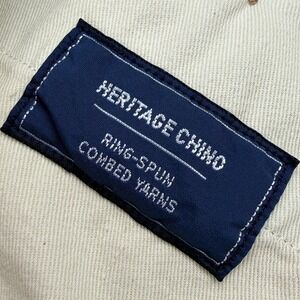 HERITAGE CHINO
RING-SPUN
COMBED YARNS